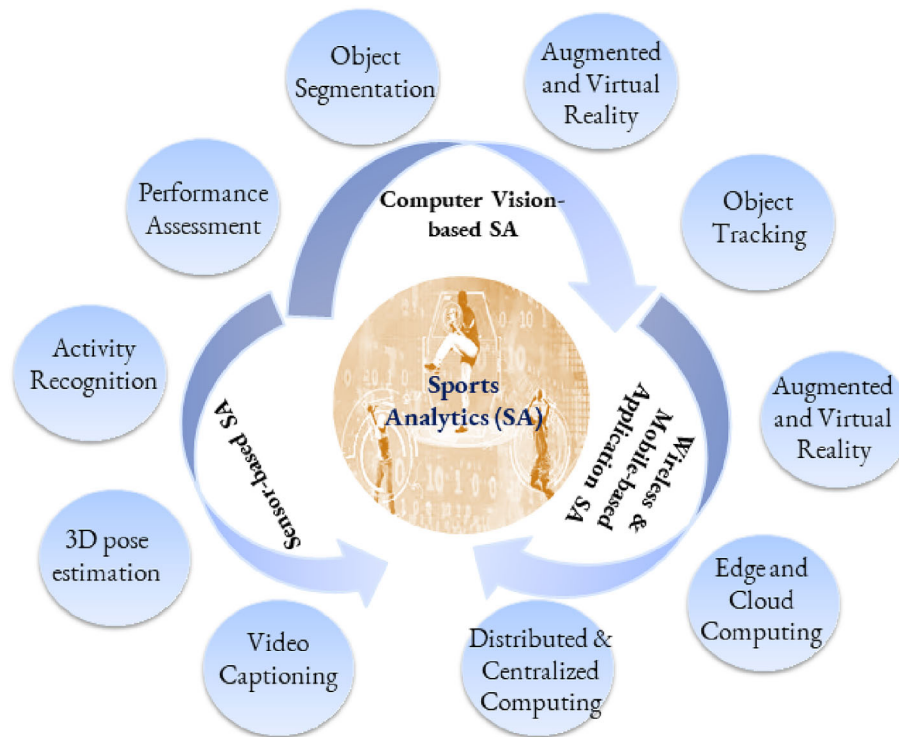 Object
Segmentation
Augmented
and Virtual
Reality
Performance
Assessment
Computer Vision-
based SA
Object
Tracking
Activity
Recognition
Sports
Analytics (SA)
Sensor-based SA
Wireless &
Mobile-based
Application SA
Augmented
and Virtual
Reality
3D pose
estimation
Edge and
Cloud
Computing
Video
Captioning
Distributed &
Centralized
Computing